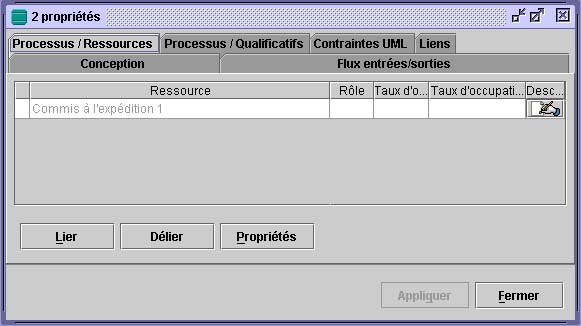 2 propriétés
Processus / Ressources Processus / Qualificatifs Contraintes UML Liens
Conception Flux entrées/sorties
Ressource Rôle Taux d'o... Taux d'occupati... Desc...
Commis à l'expédition 1
Lier Délier Propriétés
Appliquer Fermer